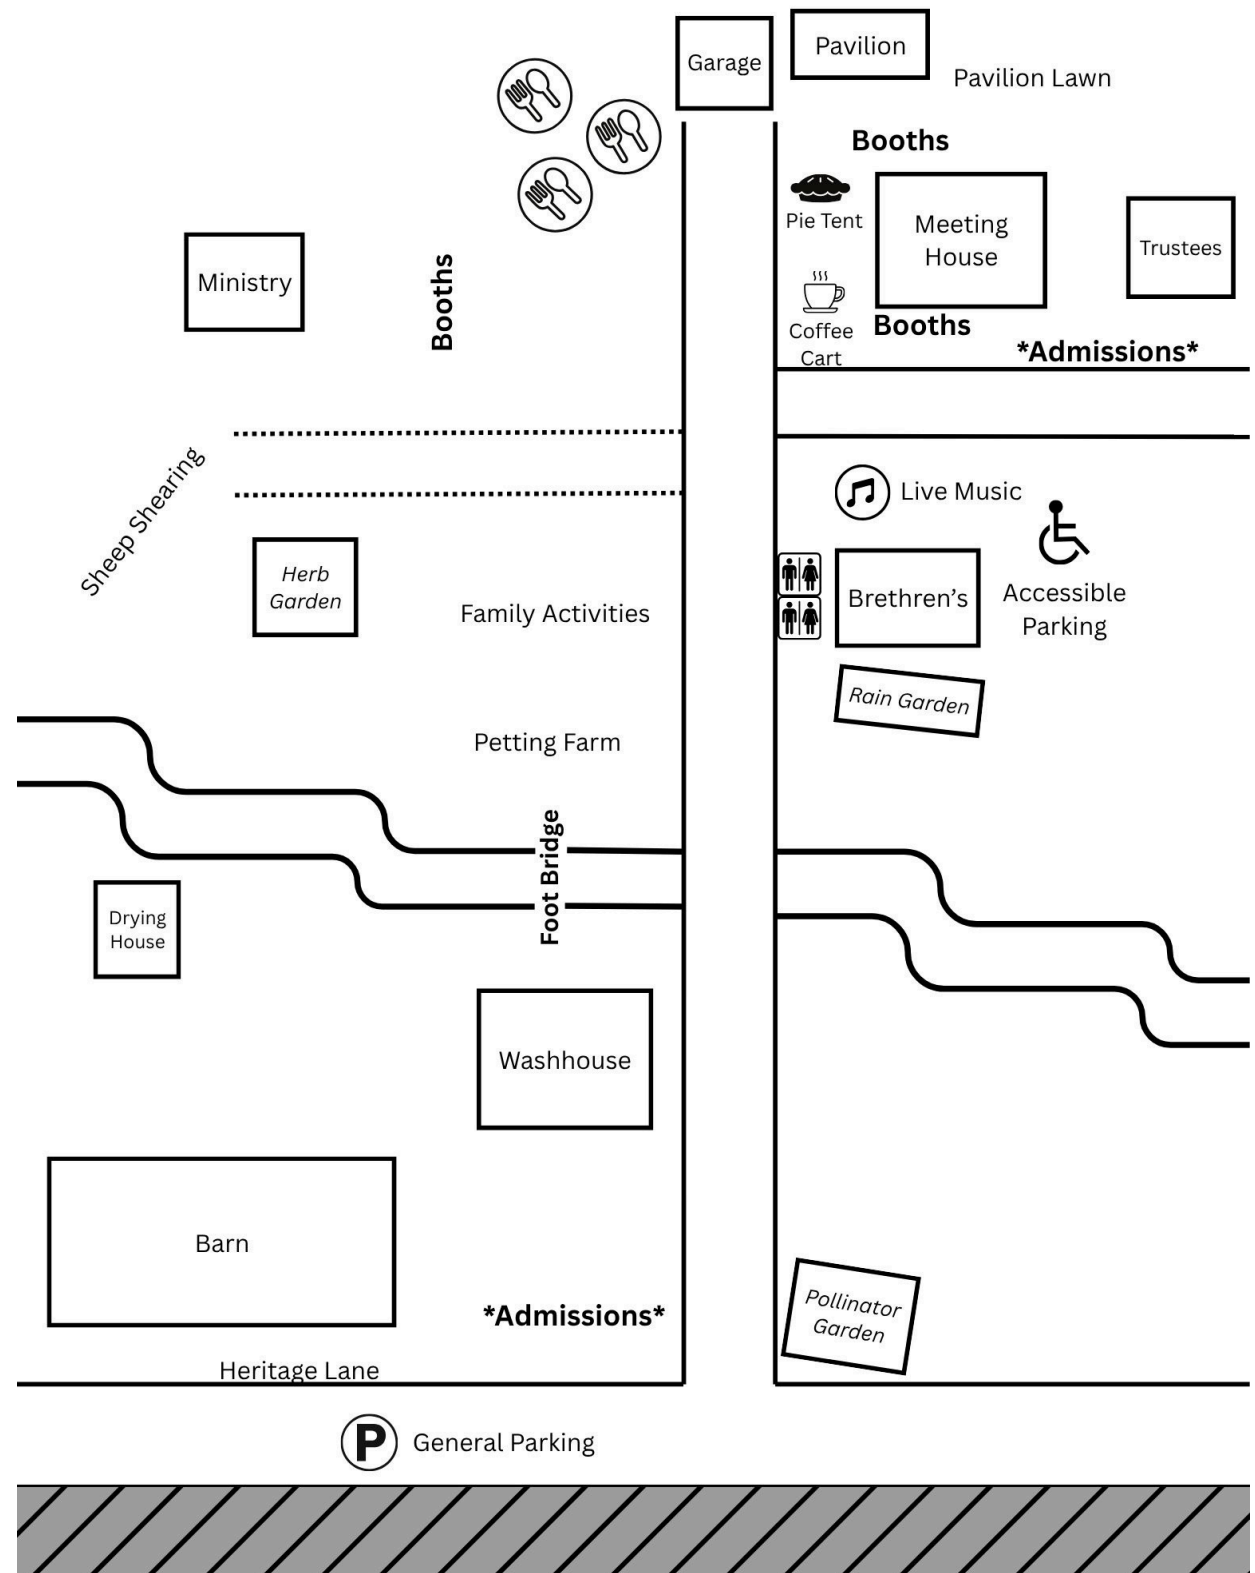 Garage
Pavilion
Pavilion Lawn
Booths
Pie Tent
Meeting
House
Trustees
Ministry
Booths
Coffee
Cart
Booths
*Admissions*
Sheep Shearing
Live Music
Herb
Garden
Family Activities
Brethren’s
Accessible
Parking
Rain Garden
Petting Farm
Foot Bridge
Drying
House
Washhouse
Barn
*Admissions*
Pollinator
Garden
Heritage Lane
P
General Parking